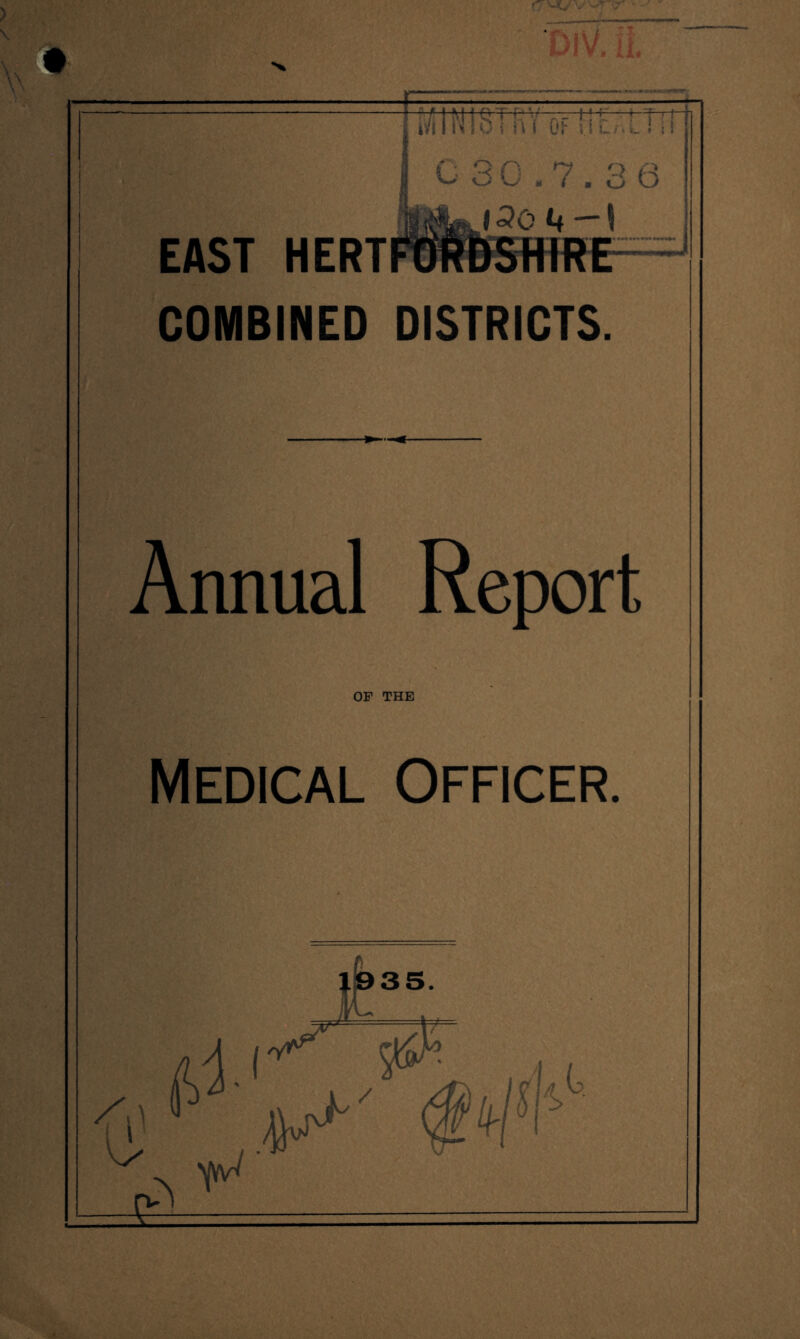 DIV. II.
MINISTRY OF HEALTH
C 30.7.36
1204-1
EAST HERTFORDSHIRE
COMBINED DISTRICTS.
Annual Report
OF THE
MEDICAL OFFICER.
1935.